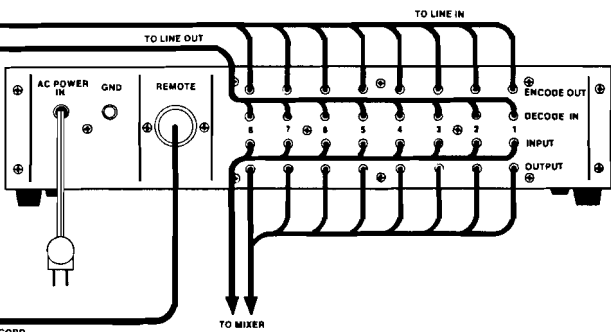 TO LINE IN
TO LINE OUT
AC POWER IN
GND
REMOTE
ENCODE OUT
DECODE IN
8 7 6 5 4 3 2 1
INPUT
OUTPUT
TO MIXER